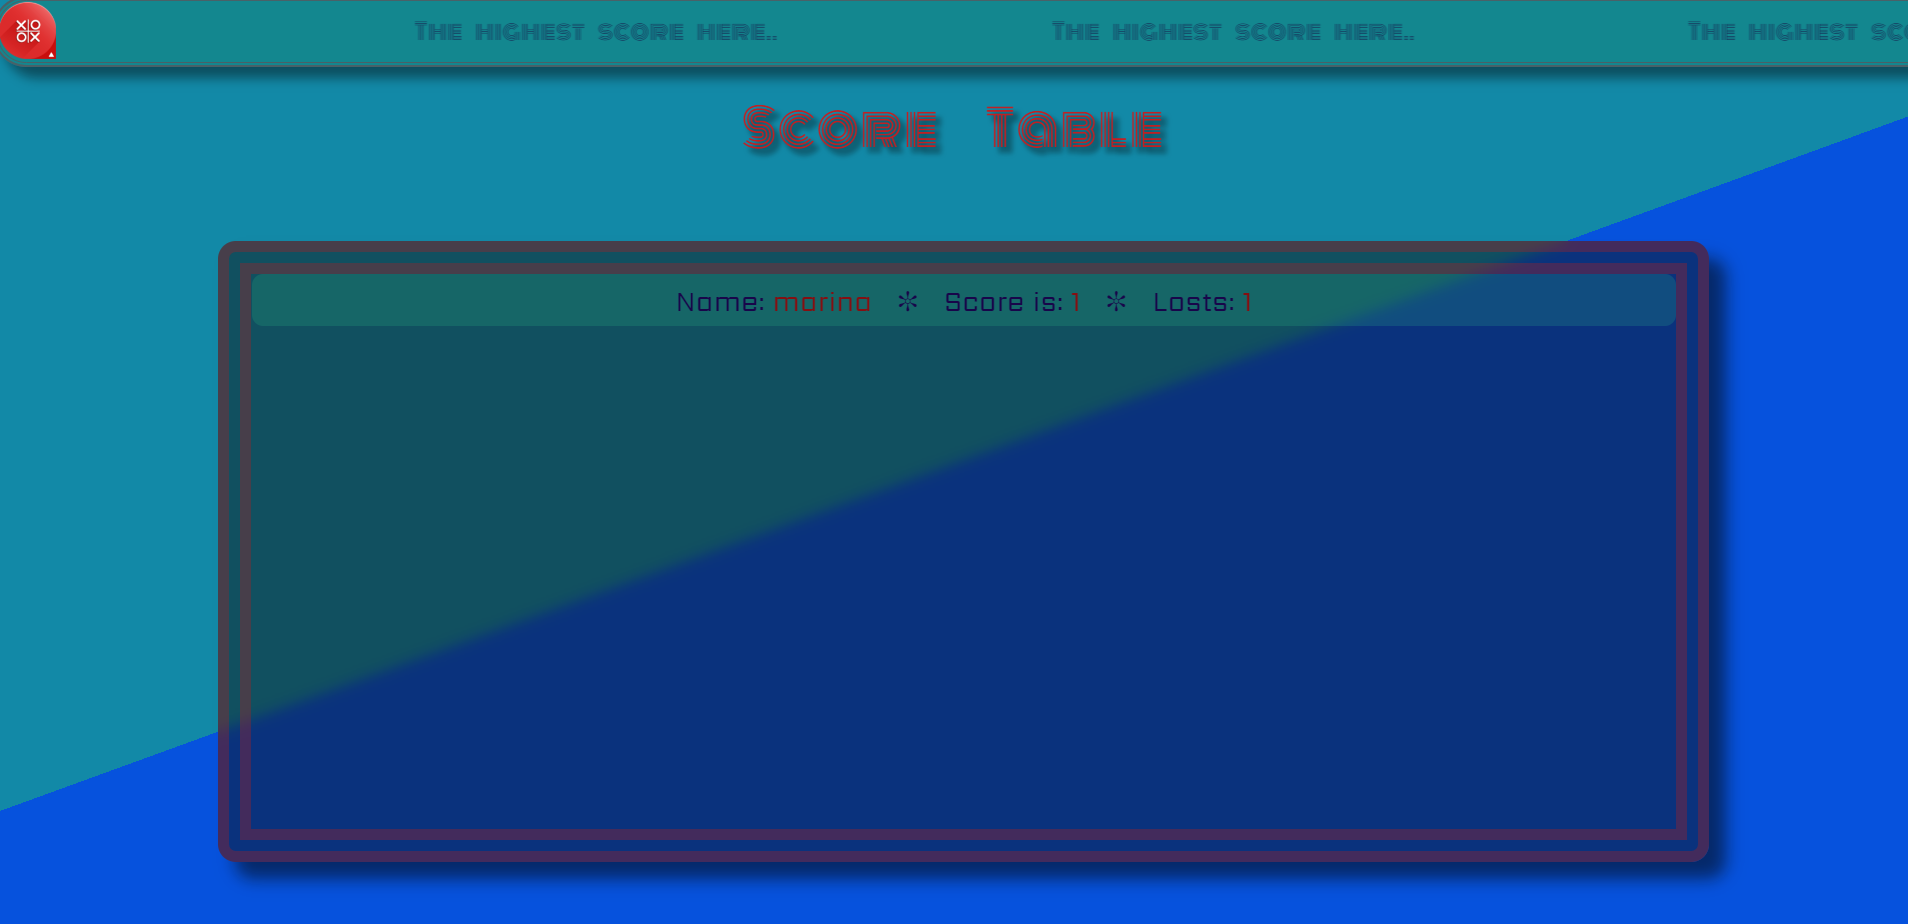 The highest score here.. The highest score here.. The highest sc
Score Table
Name: marina ✼ Score is: 1 ✼ Losts: 1